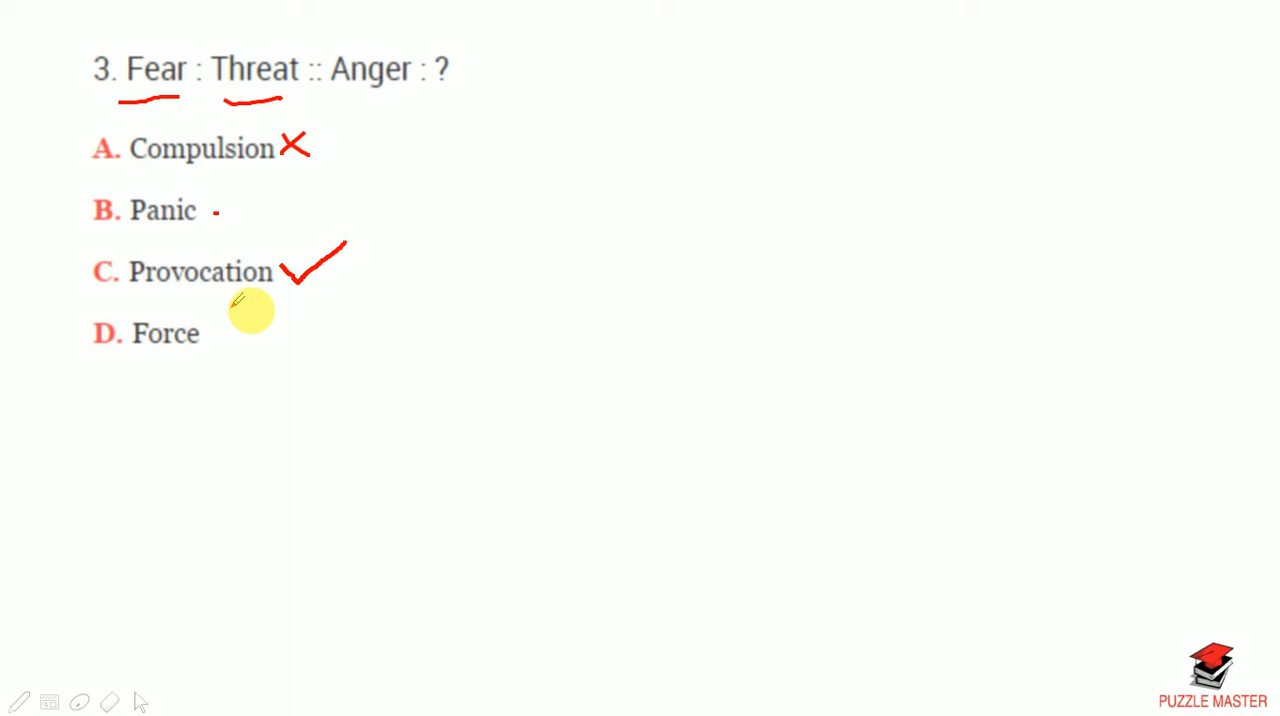 3. Fear : Threat :: Anger : ?
A. Compulsion
B. Panic
C. Provocation
D. Force
PUZZLE MASTER